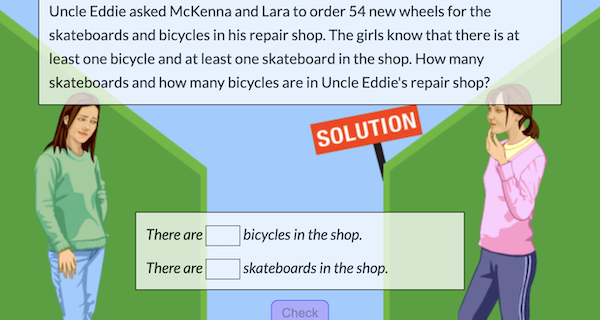 Uncle Eddie asked McKenna and Lara to order 54 new wheels for the
skateboards and bicycles in his repair shop. The girls know that there is at
least one bicycle and at least one skateboard in the shop. How many
skateboards and how many bicycles are in Uncle Eddie's repair shop?
SOLUTION
There are bicycles in the shop.
There are skateboards in the shop.
Check